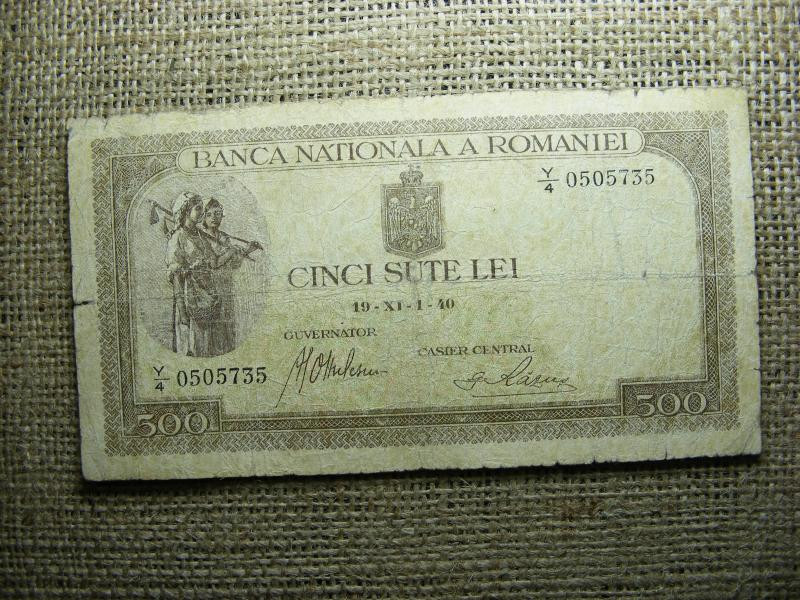 BANCA NATIONALA A ROMANIEI
Y/4 0505735
CINCI SUTE LEI
19-XI-1-40
GUVERNATOR
CASIER CENTRAL
Y/4 0505735
500
500